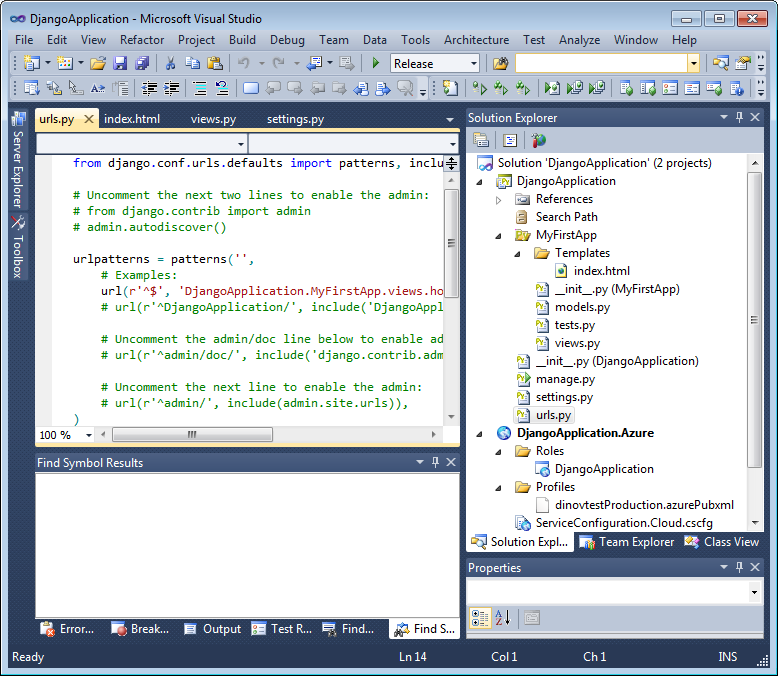 DjangoApplication - Microsoft Visual Studio
File Edit View Refactor Project Build Debug Team Data Tools Architecture Test Analyze Window Help
Release
urls.py index.html views.py settings.py
Server Explorer
Toolbox
from django.conf.urls.defaults import patterns, inclu
# Uncomment the next two lines to enable the admin:
# from django.contrib import admin
# admin.autodiscover()
urlpatterns = patterns('',
# Examples:
url(r'^$', 'DjangoApplication.MyFirstApp.views.ho
# url(r'^DjangoApplication/', include('DjangoAppl
# Uncomment the admin/doc line below to enable ad
# url(r'^admin/doc/', include('django.contrib.adm
# Uncomment the next line to enable the admin:
# url(r'^admin/', include(admin.site.urls)),
)
100 %
Find Symbol Results
Error... Break... Output Test R... Find... Find S...
Solution Explorer
Solution 'DjangoApplication' (2 projects)
DjangoApplication
References
Search Path
MyFirstApp
Templates
index.html
__init__.py (MyFirstApp)
models.py
tests.py
views.py
__init__.py (DjangoApplication)
manage.py
settings.py
urls.py
DjangoApplication.Azure
Roles
DjangoApplication
Profiles
dinovtestProduction.azurePubxml
ServiceConfiguration.Cloud.cscfg
Solution Expl... Team Explorer Class View
Properties
Ready Ln 14 Col 1 Ch 1 INS